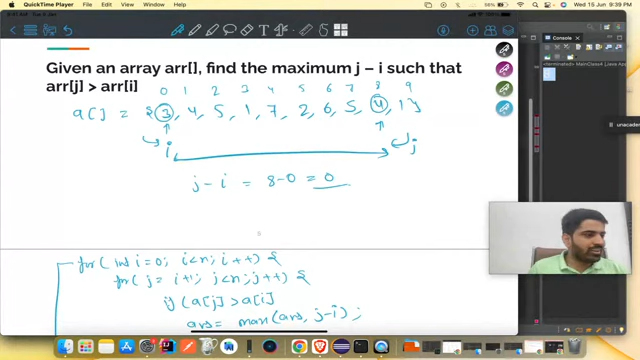 QuickTime Player File Edit View Window Help
Wed 15 Jun 9:39 PM
Given an array arr[], find the maximum j – i such that
arr[j] > arr[i]
0 1 2 3 4 5 6 7 8 9
a[] = {3, 4, 5, 1, 7, 2, 6, 5, 4, 1}
i j
j-i = 8-0 = 0
for( int i=0; i<n; i++) {
for( j = i+1; j<n; j++) {
if (a[j] > a[i]
ans = max(ans, j-i);
Console